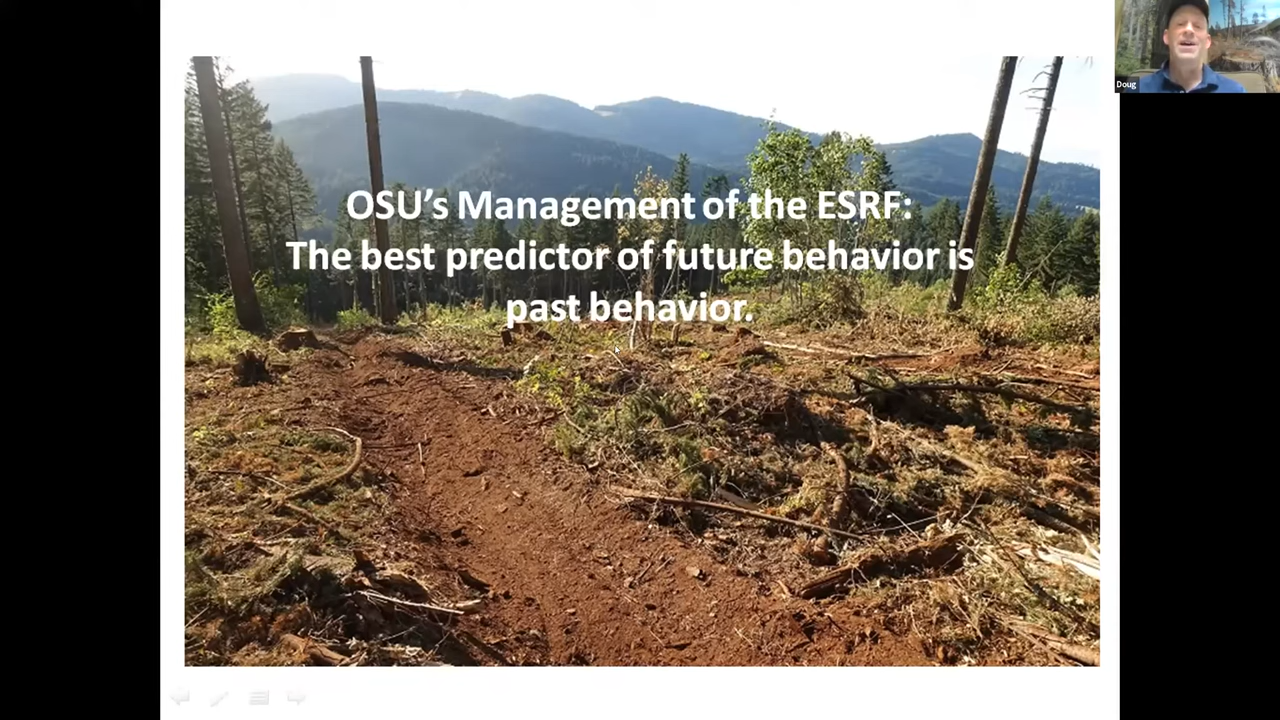 Doug
OSU’s Management of the ESRF:
The best predictor of future behavior is
past behavior.